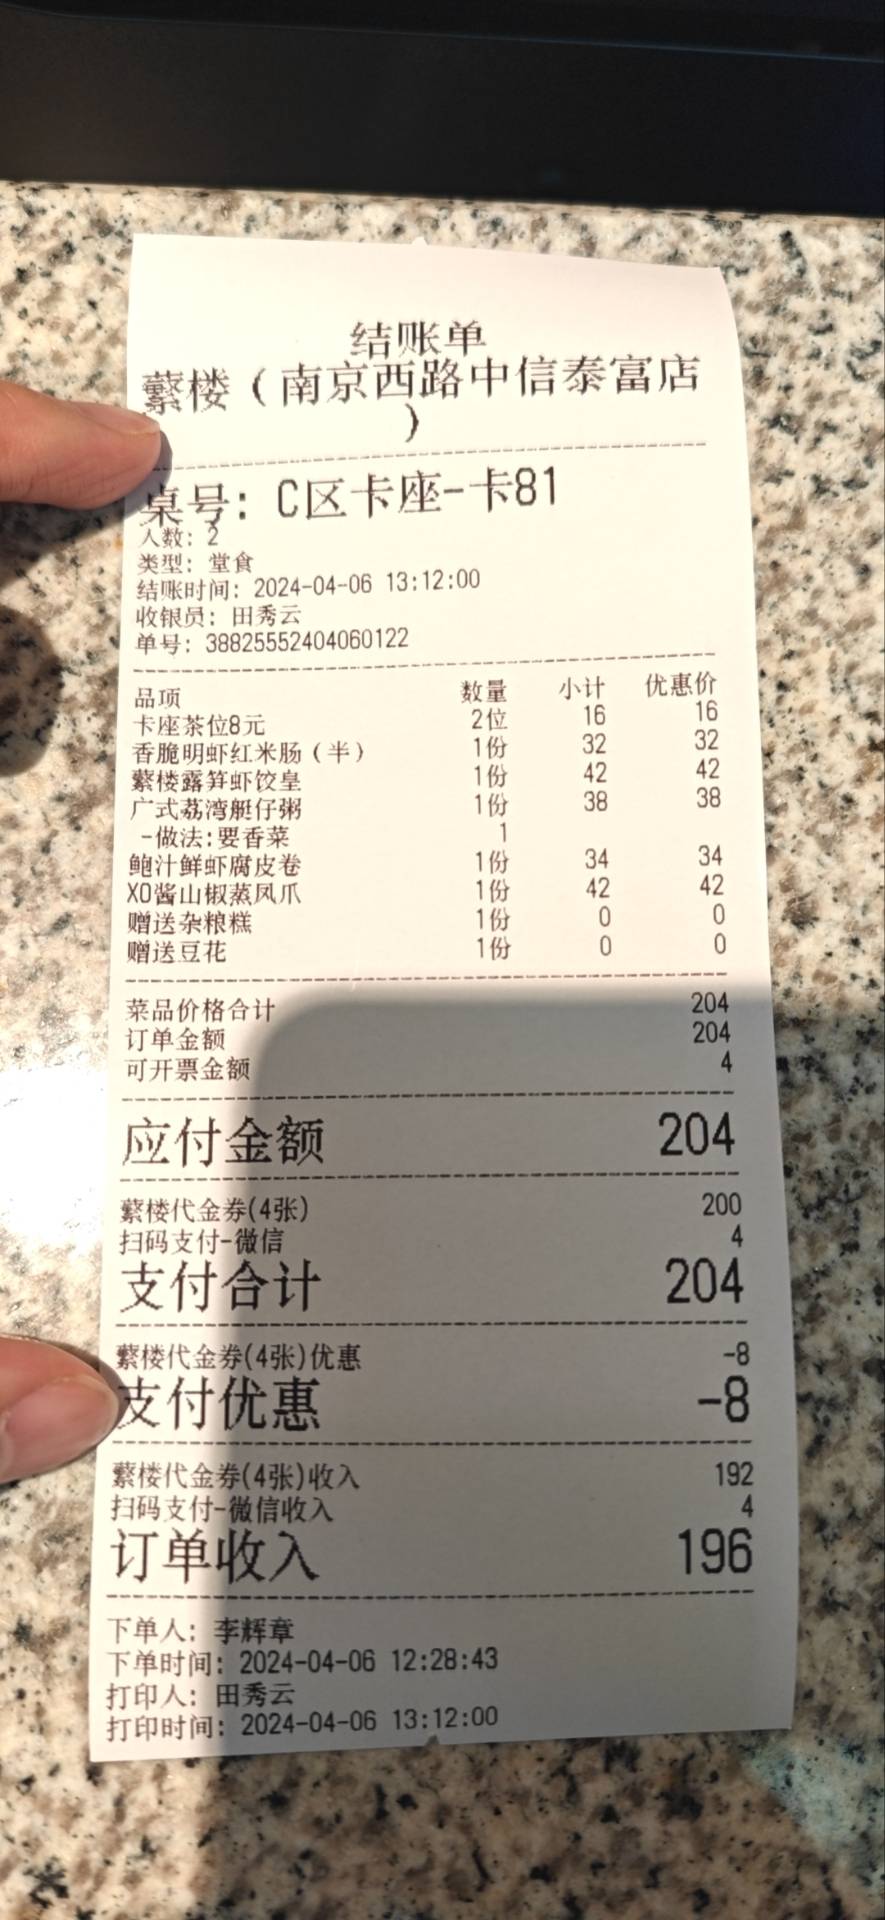 结账单
蘩楼（南京西路中信泰富店
）
桌号: C区卡座-卡81
人数: 2
类型: 堂食
结账时间: 2024-04-06 13:12:00
收银员: 田秀云
单号: 38825552404060122
品项 数量 小计 优惠价
卡座茶位8元 2位 16 16
香脆明虾红米肠（半） 1份 32 32
蘩楼露笋虾饺皇 1份 42 42
广式荔湾艇仔粥 1份 38 38
-做法:要香菜 1
鲍汁鲜虾腐皮卷 1份 34 34
XO酱山椒蒸凤爪 1份 42 42
赠送杂粮糕 1份 0 0
赠送豆花 1份 0 0
菜品价格合计 204
订单金额 204
可开票金额 4
应付金额 204
蘩楼代金券(4张) 200
扫码支付-微信 4
支付合计 204
蘩楼代金券(4张)优惠 -8
支付优惠 -8
蘩楼代金券(4张)收入 192
扫码支付-微信收入 4
订单收入 196
下单人: 李辉章
下单时间: 2024-04-06 12:28:43
打印人: 田秀云
打印时间: 2024-04-06 13:12:00